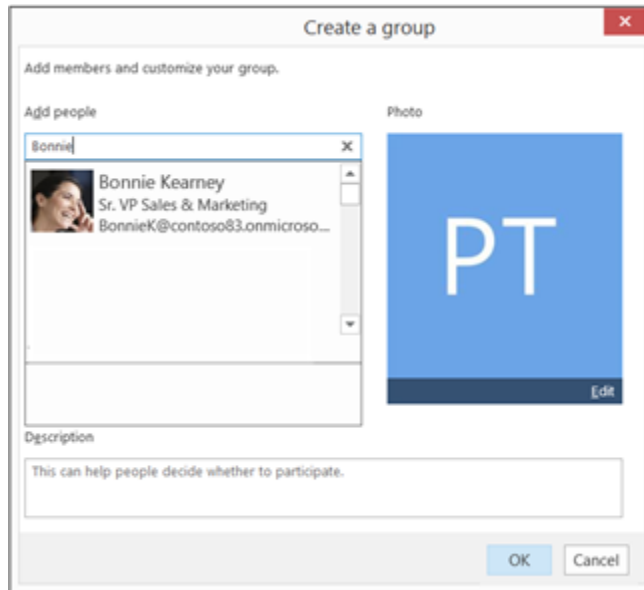 Create a group
Add members and customize your group.
Add people
Photo
Bonnie
Bonnie Kearney
Sr. VP Sales & Marketing
BonnieK@contoso83.onmicroso...
PT
Edit
Description
This can help people decide whether to participate.
OK
Cancel